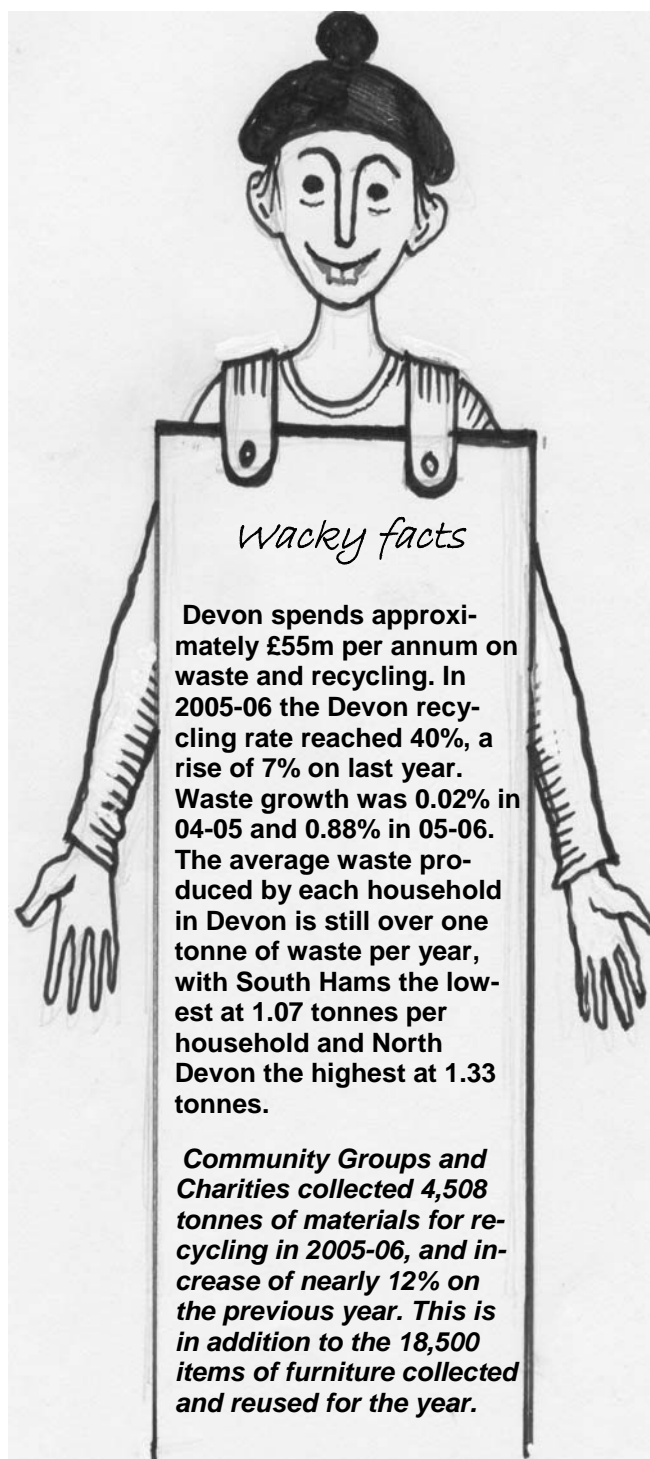 Wacky facts
Devon spends approxi-
mately £55m per annum on
waste and recycling. In
2005-06 the Devon recy-
cling rate reached 40%, a
rise of 7% on last year.
Waste growth was 0.02% in
04-05 and 0.88% in 05-06.
The average waste pro-
duced by each household
in Devon is still over one
tonne of waste per year,
with South Hams the low-
est at 1.07 tonnes per
household and North
Devon the highest at 1.33
tonnes.
Community Groups and
Charities collected 4,508
tonnes of materials for re-
cycling in 2005-06, and in-
crease of nearly 12% on
the previous year. This is
in addition to the 18,500
items of furniture collected
and reused for the year.